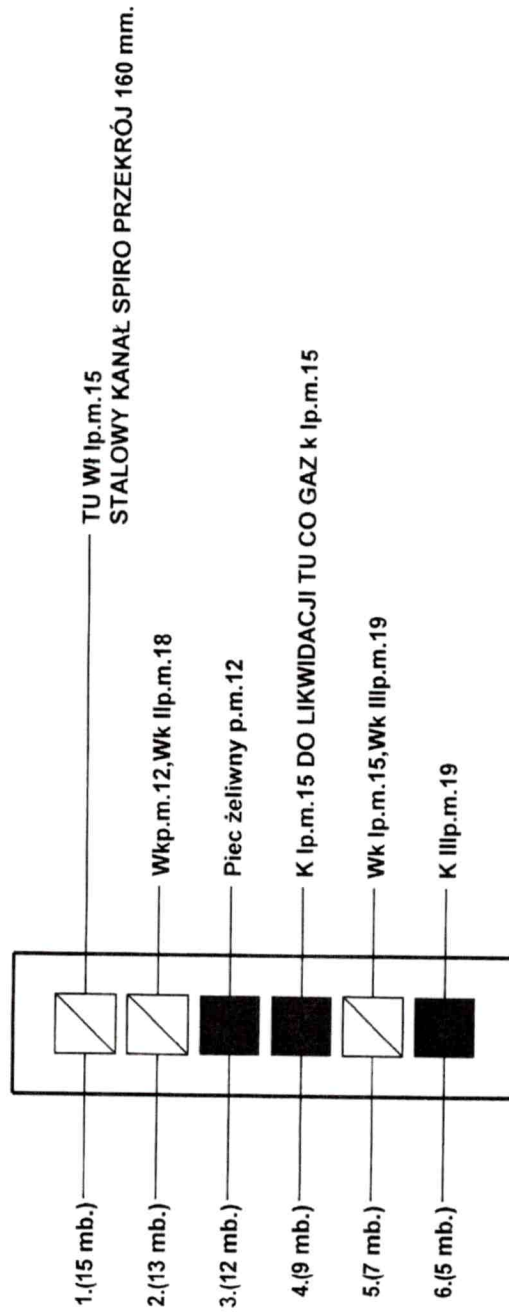 1.(15 mb.)
TU Wł Ip.m.15
STALOWY KANAŁ SPIRO PRZEKRÓJ 160 mm.
2.(13 mb.)
Wkp.m.12,Wk IIp.m.18
3.(12 mb.)
Piec żeliwny p.m.12
4.(9 mb.)
K Ip.m.15 DO LIKWIDACJI TU CO GAZ k Ip.m.15
5.(7 mb.)
Wk Ip.m.15,Wk IIIp.m.19
6.(5 mb.)
K IIIp.m.19